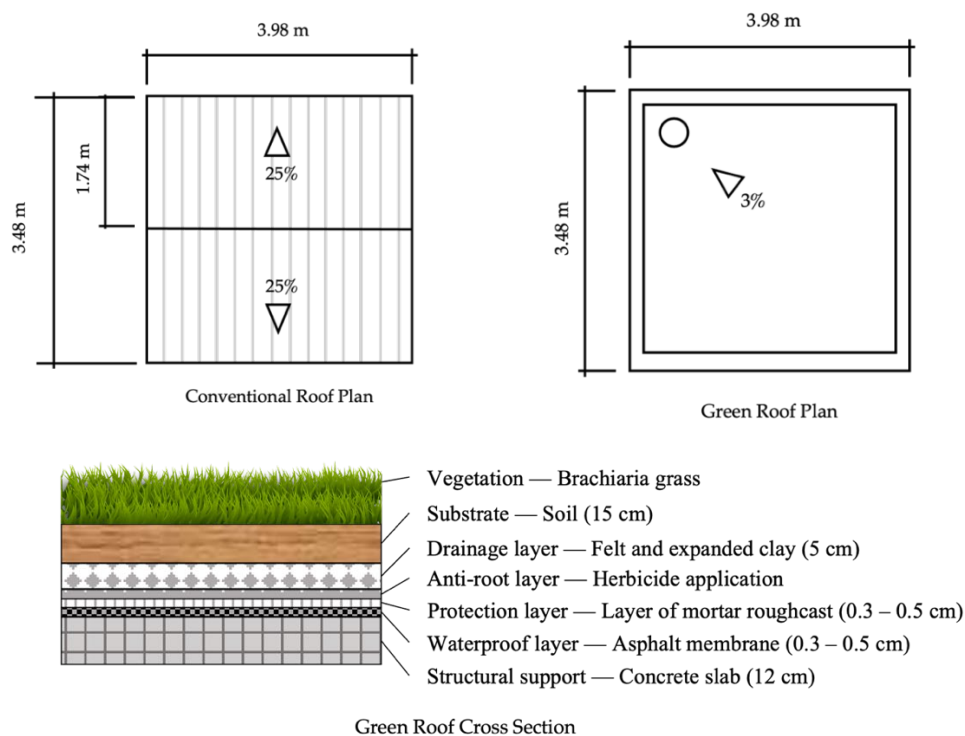 3.98 m
3.48 m
1.74 m
25%
25%
Conventional Roof Plan
3.98 m
3.48 m
3%
Green Roof Plan
Vegetation — Brachiaria grass
Substrate — Soil (15 cm)
Drainage layer — Felt and expanded clay (5 cm)
Anti-root layer — Herbicide application
Protection layer — Layer of mortar roughcast (0.3 – 0.5 cm)
Waterproof layer — Asphalt membrane (0.3 – 0.5 cm)
Structural support — Concrete slab (12 cm)
Green Roof Cross Section